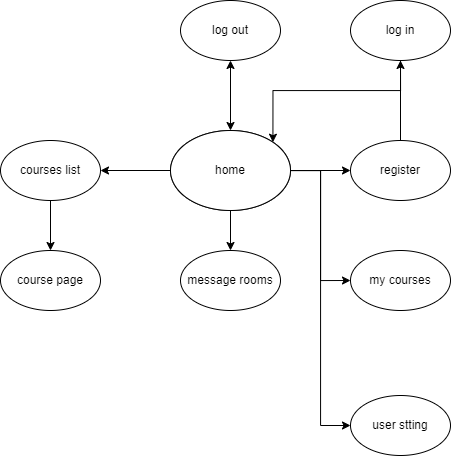 log out
log in
courses list
home
register
course page
message rooms
my courses
user stting